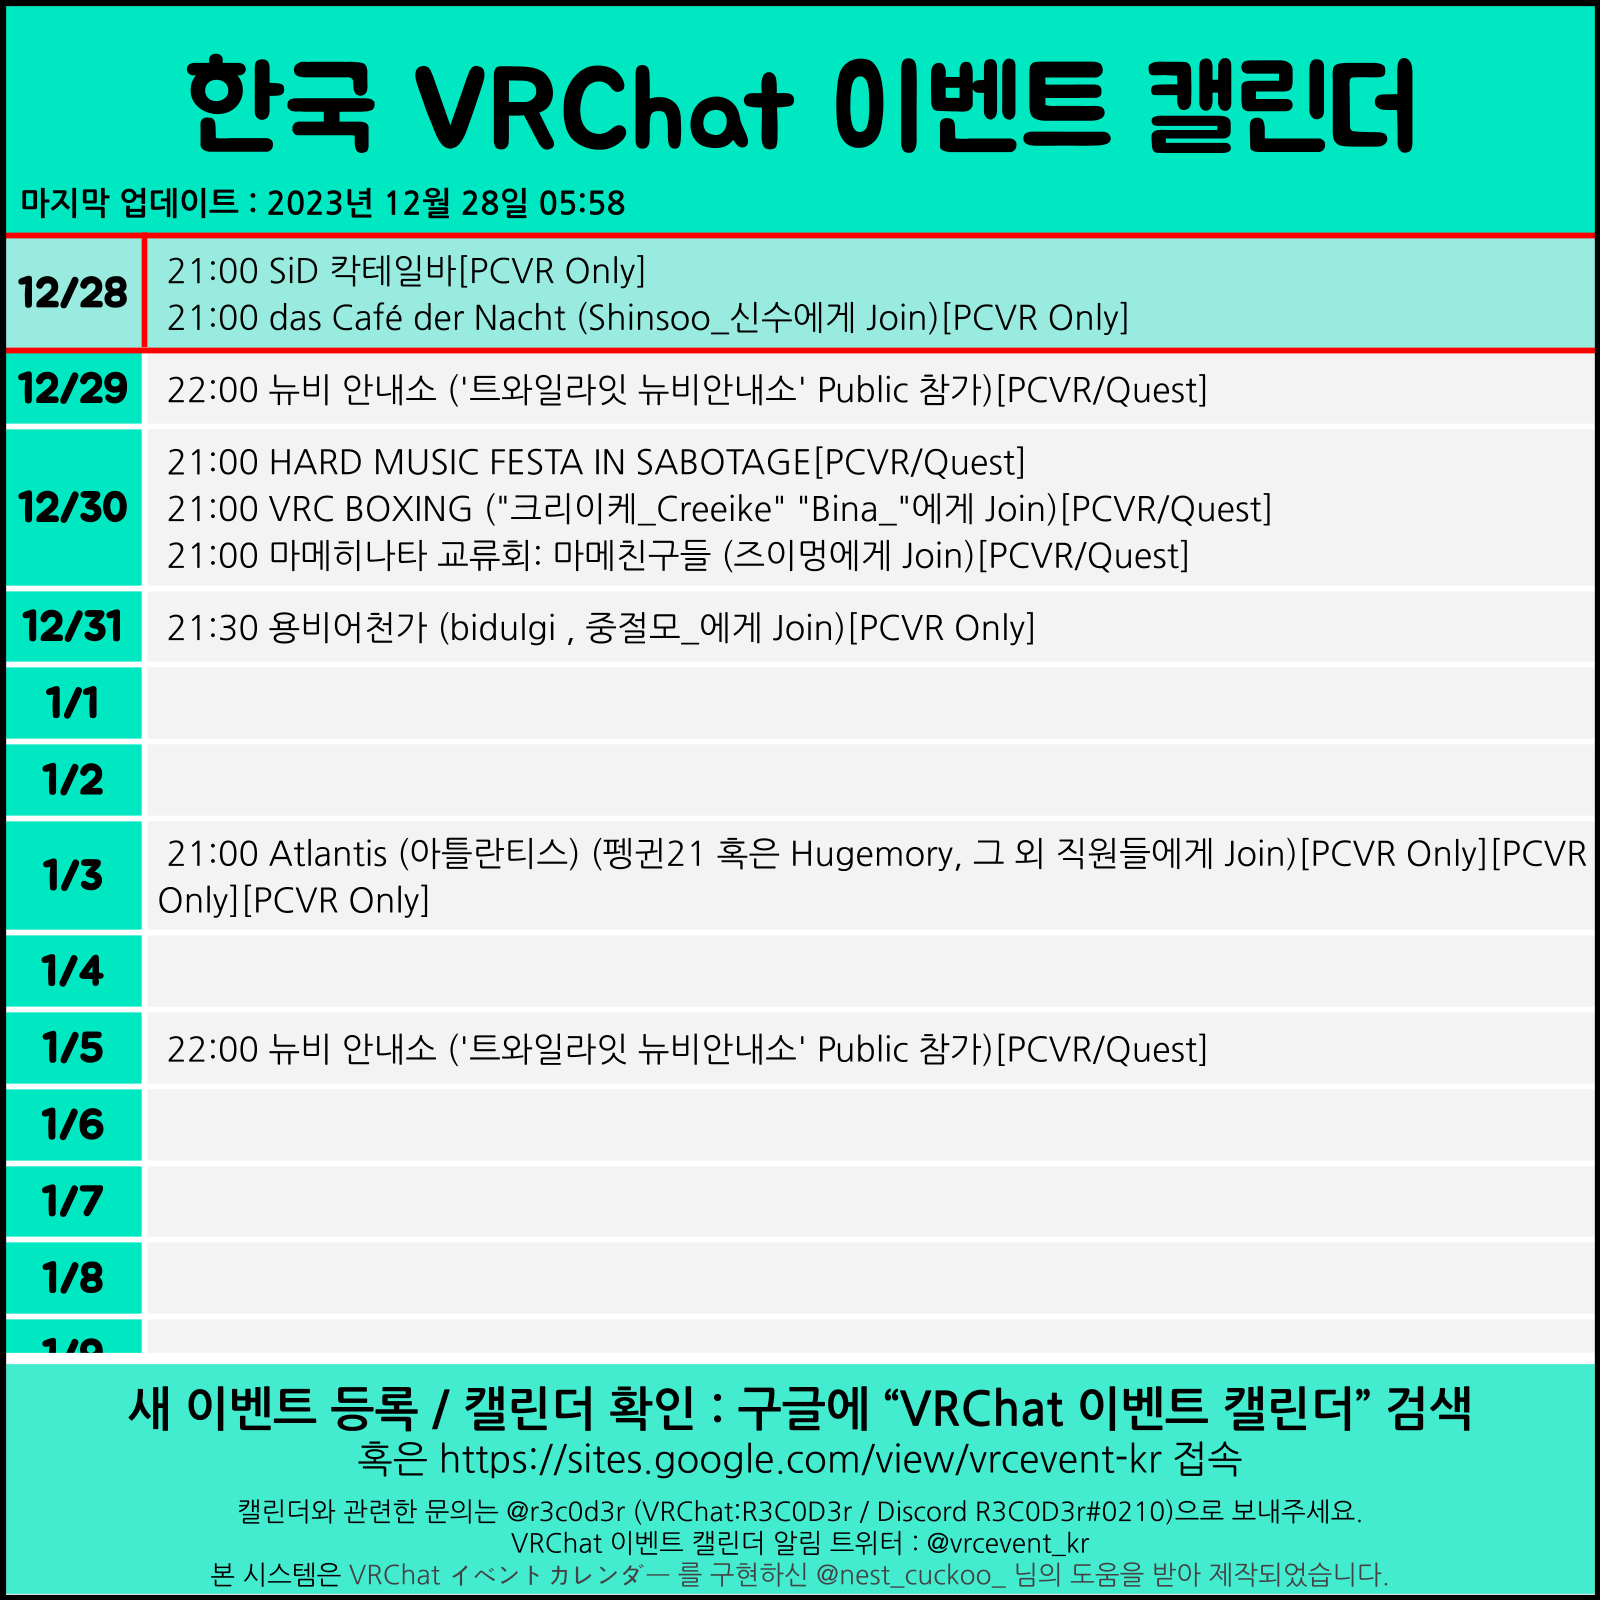 한국 VRChat 이벤트 캘린더
마지막 업데이트 : 2023년 12월 28일 05:58
12/28
21:00 SiD 칵테일바[PCVR Only]
21:00 das Café der Nacht (Shinsoo_신수에게 Join)[PCVR Only]
12/29
22:00 뉴비 안내소 ('트와일라잇 뉴비안내소' Public 참가)[PCVR/Quest]
12/30
21:00 HARD MUSIC FESTA IN SABOTAGE[PCVR/Quest]
21:00 VRC BOXING ("크리이케_Creeike" "Bina_"에게 Join)[PCVR/Quest]
21:00 마메히나타 교류회: 마메친구들 (즈이멍에게 Join)[PCVR/Quest]
12/31
21:30 용비어천가 (bidulgi , 중절모_에게 Join)[PCVR Only]
1/1
1/2
1/3
21:00 Atlantis (아틀란티스) (펭귄21 혹은 Hugemory, 그 외 직원들에게 Join)[PCVR Only][PCVR
Only][PCVR Only]
1/4
1/5
22:00 뉴비 안내소 ('트와일라잇 뉴비안내소' Public 참가)[PCVR/Quest]
1/6
1/7
1/8
1/9
새 이벤트 등록 / 캘린더 확인 : 구글에 “VRChat 이벤트 캘린더” 검색
혹은 https://sites.google.com/view/vrcevent-kr 접속
캘린더와 관련한 문의는 @r3c0d3r (VRChat:R3C0D3r / Discord R3C0D3r#0210)으로 보내주세요.
VRChat 이벤트 캘린더 알림 트위터 : @vrcevent_kr
본 시스템은 VRChat イベントカレンダー 를 구현하신 @nest_cuckoo_ 님의 도움을 받아 제작되었습니다.